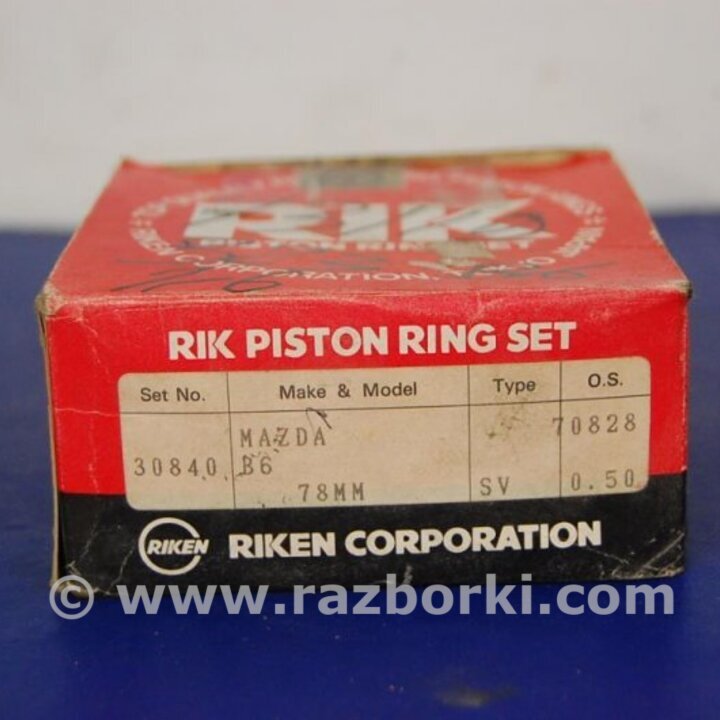 RIK
PISTON RING SET
CORPORATION,
RIK PISTON RING SET
Set No. Make & Model Type O.S.
MAZDA 70828
30840 B6
78MM SV 0.50
RIKEN RIKEN CORPORATION
© www.razborki.com